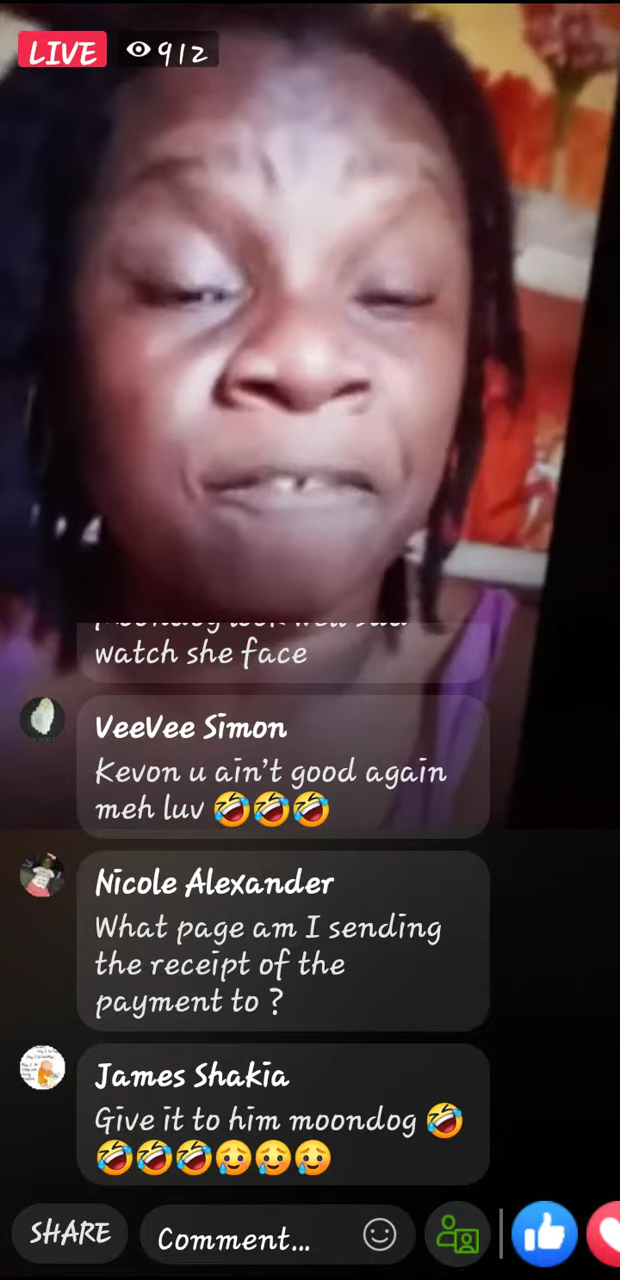 LIVE 912
watch she face
VeeVee Simon
Kevon u ain't good again
meh luv 🤣🤣🤣
Nicole Alexander
What page am I sending
the receipt of the
payment to ?
James Shakia
Give it to him moondog 🤣
🤣🤣🤣🥲🥲🥲
SHARE
Comment...